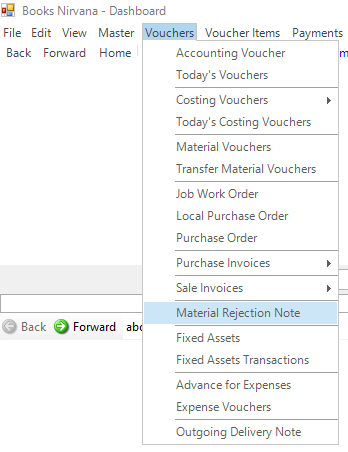 Books Nirvana - Dashboard
File Edit View Master Vouchers Voucher Items Payments
Back Forward Home
Accounting Voucher
Today's Vouchers
Costing Vouchers
Today's Costing Vouchers
Material Vouchers
Transfer Material Vouchers
Job Work Order
Local Purchase Order
Purchase Order
Purchase Invoices
Sale Invoices
Material Rejection Note
Back Forward
Fixed Assets
Fixed Assets Transactions
Advance for Expenses
Expense Vouchers
Outgoing Delivery Note